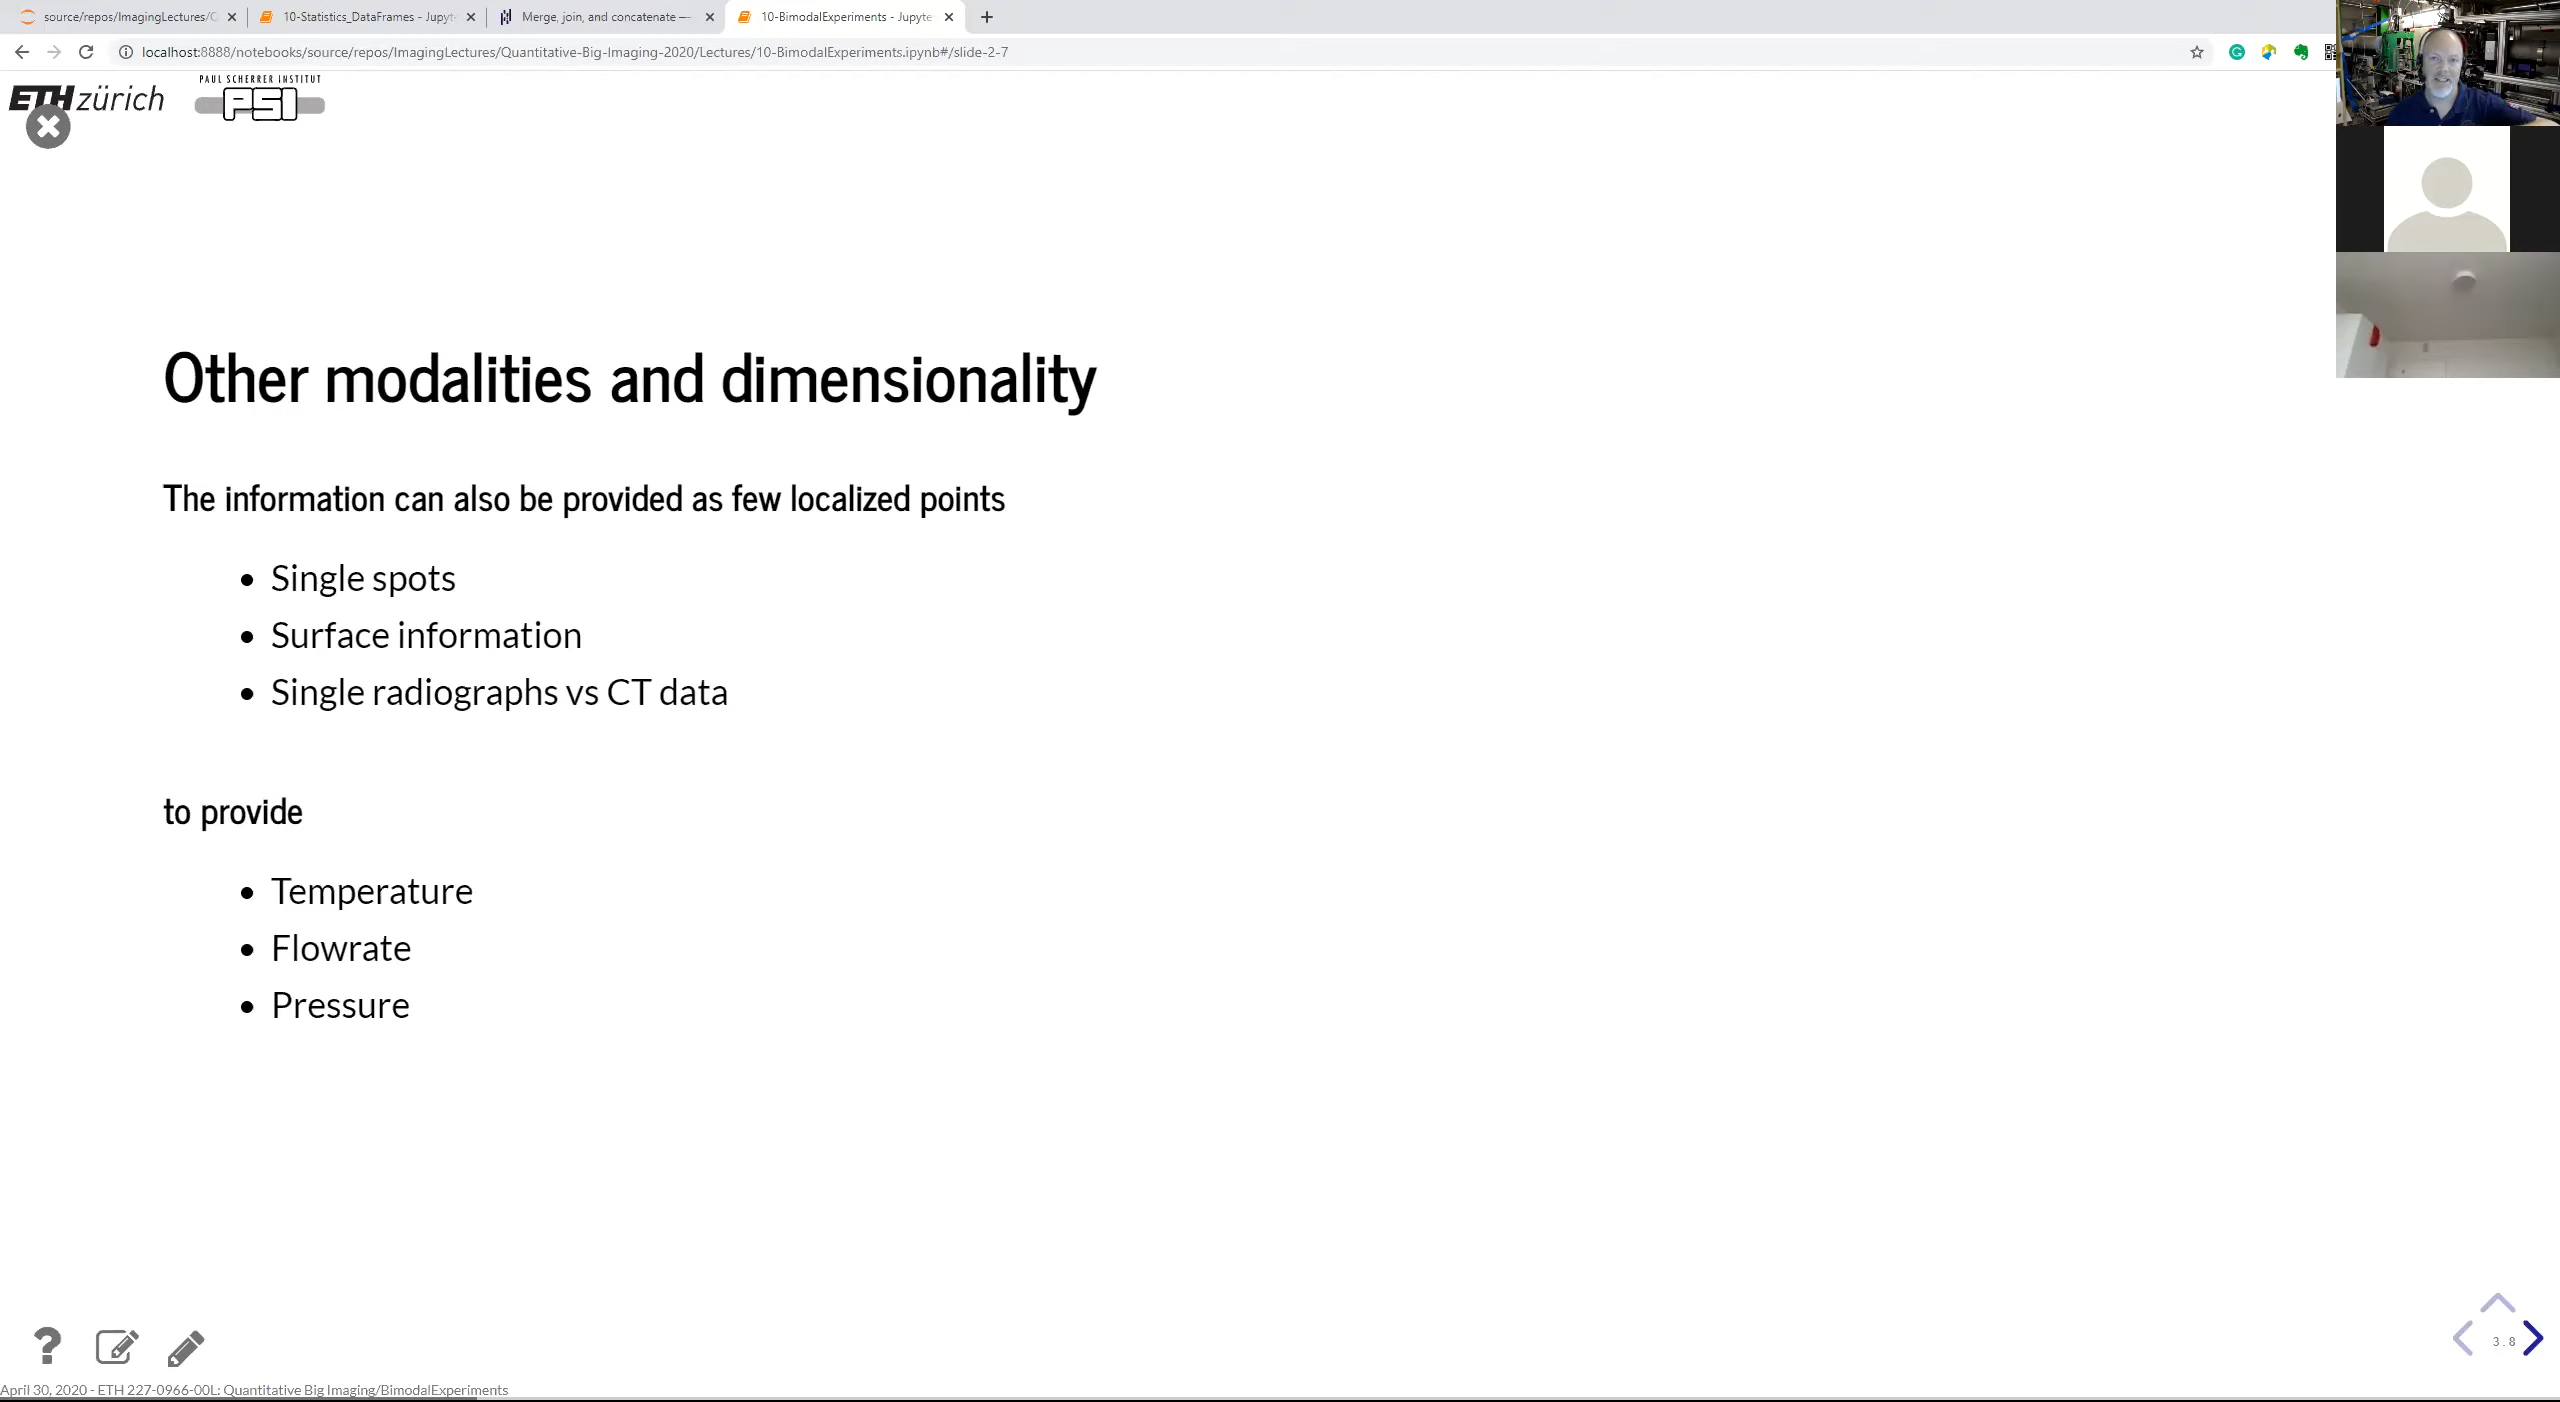 source/repos/ImagingLectures/Q
10-Statistics_DataFrames - Jupyt
Merge, join, and concatenate —
10-BimodalExperiments - Jupyte
localhost:8888/notebooks/source/repos/ImagingLectures/Quantitative-Big-Imaging-2020/Lectures/10-BimodalExperiments.ipynb#/slide-2-7
ETH zürich
PAUL SCHERRER INSTITUT
PSI
Other modalities and dimensionality
The information can also be provided as few localized points
• Single spots
• Surface information
• Single radiographs vs CT data
to provide
• Temperature
• Flowrate
• Pressure
3.8
April 30, 2020 - ETH 227-0966-00L: Quantitative Big Imaging/BimodalExperiments